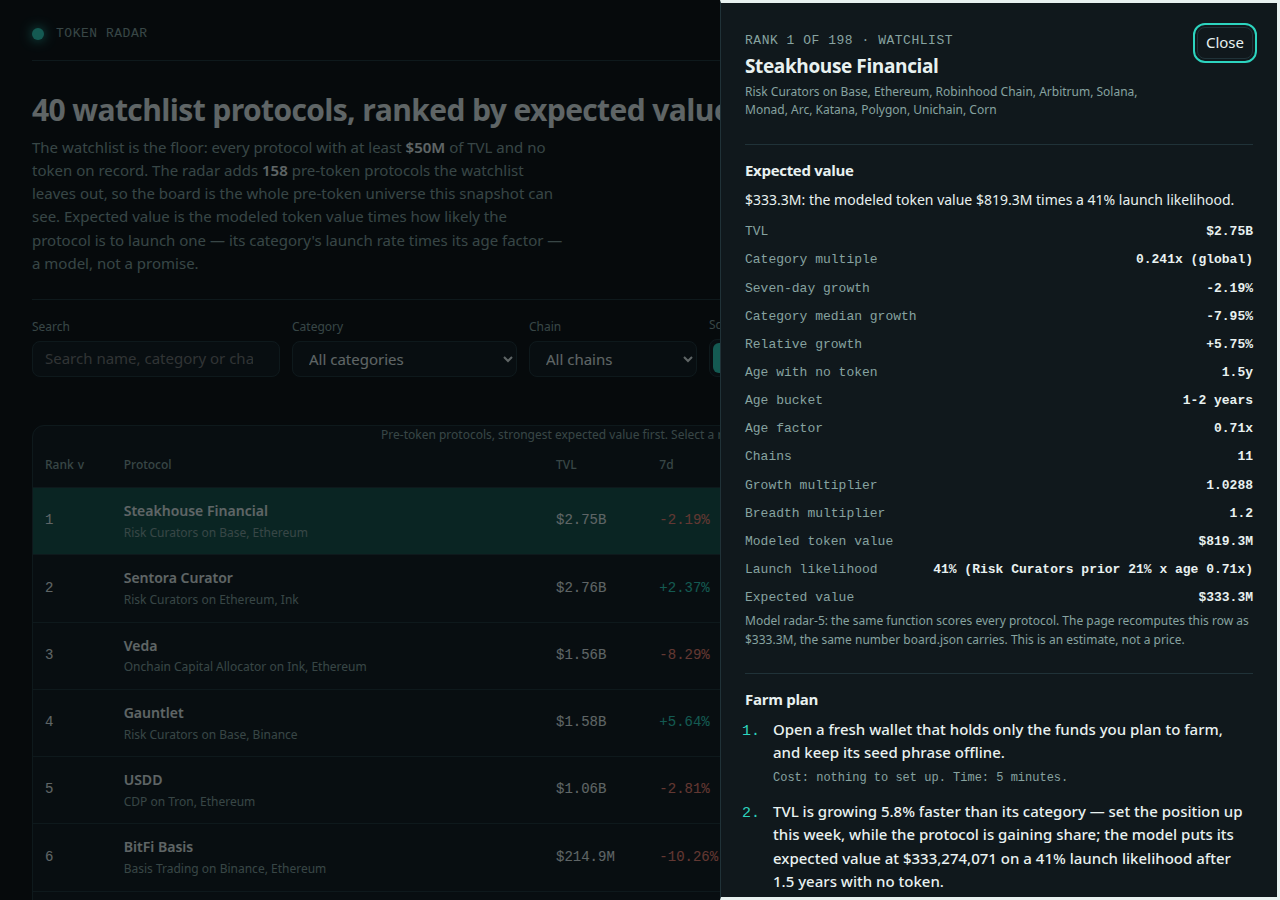 TOKEN RADAR
40 watchlist protocols, ranked by expected value
The watchlist is the floor: every protocol with at least $50M of TVL and no
token on record. The radar adds 158 pre-token protocols the watchlist
leaves out, so the board is the whole pre-token universe this snapshot can
see. Expected value is the modeled token value times how likely the
protocol is to launch one — its category's launch rate times its age factor —
a model, not a promise.
Search
Category
Chain
Search name, category or cha
All categories
All chains
Pre-token protocols, strongest expected value first. Select a
Rank v
Protocol
TVL
7d
1
Steakhouse Financial
Risk Curators on Base, Ethereum
$2.75B
-2.19%
2
Sentora Curator
Risk Curators on Ethereum, Ink
$2.76B
+2.37%
3
Veda
Onchain Capital Allocator on Ink, Ethereum
$1.56B
-8.29%
4
Gauntlet
Risk Curators on Base, Binance
$1.58B
+5.64%
5
USDD
CDP on Tron, Ethereum
$1.06B
-2.81%
6
BitFi Basis
Basis Trading on Binance, Ethereum
$214.9M
-10.26%
RANK 1 OF 198 · WATCHLIST
Close
Steakhouse Financial
Risk Curators on Base, Ethereum, Robinhood Chain, Arbitrum, Solana,
Monad, Arc, Katana, Polygon, Unichain, Corn
Expected value
$333.3M: the modeled token value $819.3M times a 41% launch likelihood.
TVL $2.75B
Category multiple 0.241x (global)
Seven-day growth -2.19%
Category median growth -7.95%
Relative growth +5.75%
Age with no token 1.5y
Age bucket 1-2 years
Age factor 0.71x
Chains 11
Growth multiplier 1.0288
Breadth multiplier 1.2
Modeled token value $819.3M
Launch likelihood 41% (Risk Curators prior 21% x age 0.71x)
Expected value $333.3M
Model radar-5: the same function scores every protocol. The page recomputes this row as
$333.3M, the same number board.json carries. This is an estimate, not a price.
Farm plan
1. Open a fresh wallet that holds only the funds you plan to farm,
and keep its seed phrase offline.
Cost: nothing to set up. Time: 5 minutes.
2. TVL is growing 5.8% faster than its category — set the position up
this week, while the protocol is gaining share; the model puts its
expected value at $333,274,071 on a 41% launch likelihood after
1.5 years with no token.